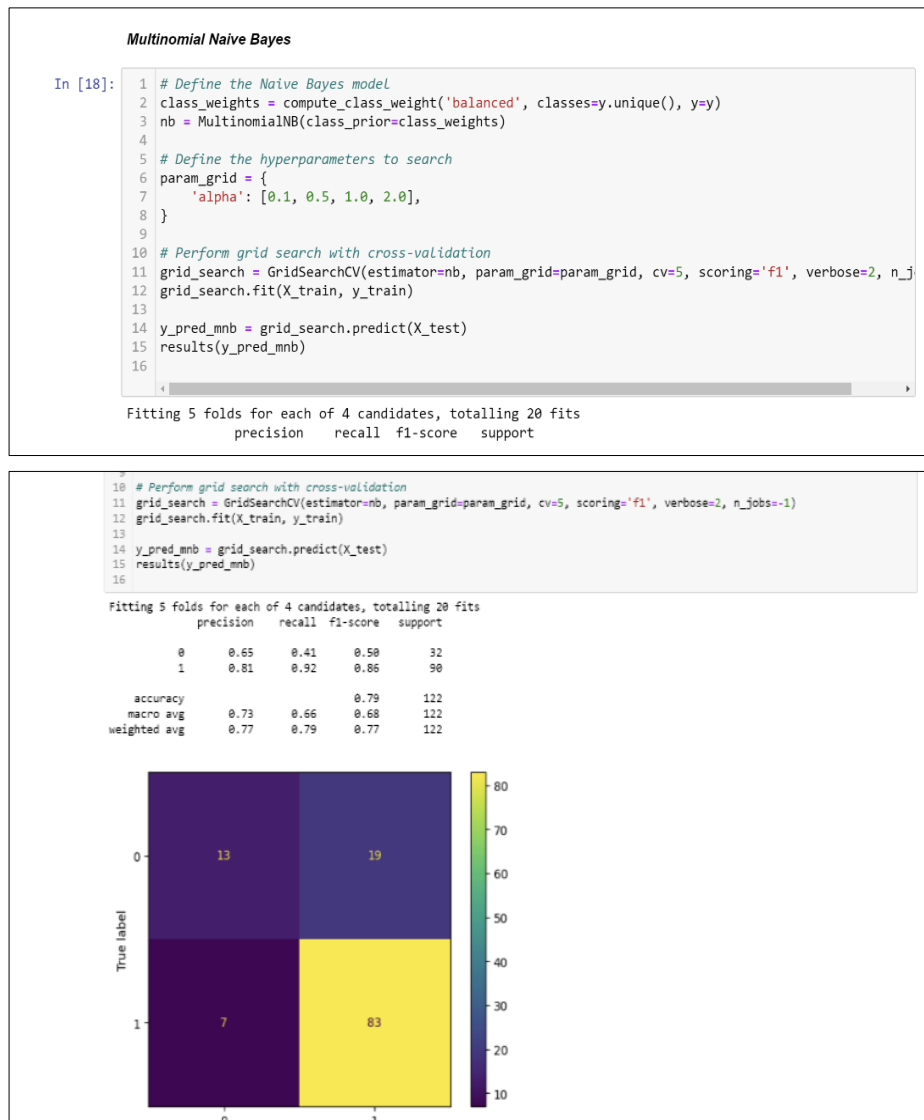 Multinomial Naive Bayes
In [18]:
1 # Define the Naive Bayes model
2 class_weights = compute_class_weight('balanced', classes=y.unique(), y=y)
3 nb = MultinomialNB(class_prior=class_weights)
4
5 # Define the hyperparameters to search
6 param_grid = {
7     'alpha': [0.1, 0.5, 1.0, 2.0],
8 }
9
10 # Perform grid search with cross-validation
11 grid_search = GridSearchCV(estimator=nb, param_grid=param_grid, cv=5, scoring='f1', verbose=2, n_j
12 grid_search.fit(X_train, y_train)
13
14 y_pred_mnb = grid_search.predict(X_test)
15 results(y_pred_mnb)
16
Fitting 5 folds for each of 4 candidates, totalling 20 fits
precision recall f1-score support
10 # Perform grid search with cross-validation
11 grid_search = GridSearchCV(estimator=nb, param_grid=param_grid, cv=5, scoring='f1', verbose=2, n_jobs=-1)
12 grid_search.fit(X_train, y_train)
13
14 y_pred_mnb = grid_search.predict(X_test)
15 results(y_pred_mnb)
16
Fitting 5 folds for each of 4 candidates, totalling 20 fits
precision recall f1-score support
0 0.65 0.41 0.50 32
1 0.81 0.92 0.86 90
accuracy 0.79 122
macro avg 0.73 0.66 0.68 122
weighted avg 0.77 0.79 0.77 122
80
70
0 13 19
60
50
True label
40
30
1 7 83
20
10